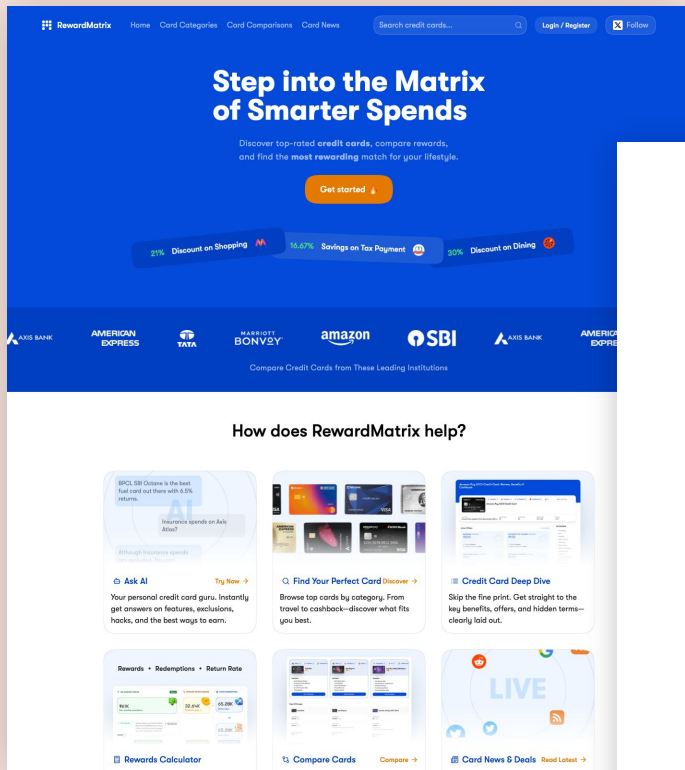 RewardMatrix
Home Card Categories Card Comparisons Card News
Search credit cards...
Login / Register
X Follow
Step into the Matrix
of Smarter Spends
Discover top-rated credit cards, compare rewards,
and find the most rewarding match for your lifestyle.
Get started
21% Discount on Shopping
16.67% Savings on Tax Payment
30% Discount on Dining
AXIS BANK
AMERICAN
EXPRESS
TATA
MARRIOTT
BONVOY
amazon
SBI
AXIS BANK
AMERICA
EXPRE
Compare Credit Cards from These Leading Institutions
How does RewardMatrix help?
BPCL SBI Octane is the best
fuel card out there with 6.5%
returns.
AI
Insurance spends on Axis
Atlas?
Although Insurance spends
Ask AI Try Now →
Your personal credit card guru. Instantly
get answers on features, exclusions,
hacks, and the best ways to earn.
VISA
VISA
Find Your Perfect Card Discover →
Browse top cards by category. From
travel to cashback—discover what fits
you best.
Credit Card Deep Dive
Skip the fine print. Get straight to the
key benefits, offers, and hidden terms—
clearly laid out.
Rewards • Redemptions • Return Rate
Rewards Calculator
Compare Cards Compare →
LIVE
Card News & Deals Read Latest →